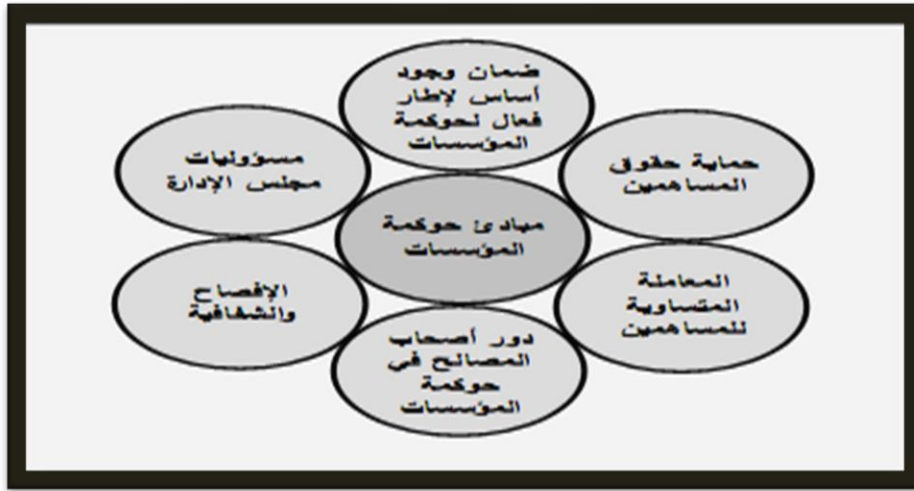 ضمان وجود
أساس لإطار
فعال لحوكمة
المؤسسات
حماية حقوق
المساهمين
المعاملة
المتساوية
للمساهمين
دور أصحاب
المصالح في
حوكمة
المؤسسات
الإفصاح
والشفافية
مسؤوليات
مجلس الإدارة
مبادئ حوكمة
المؤسسات